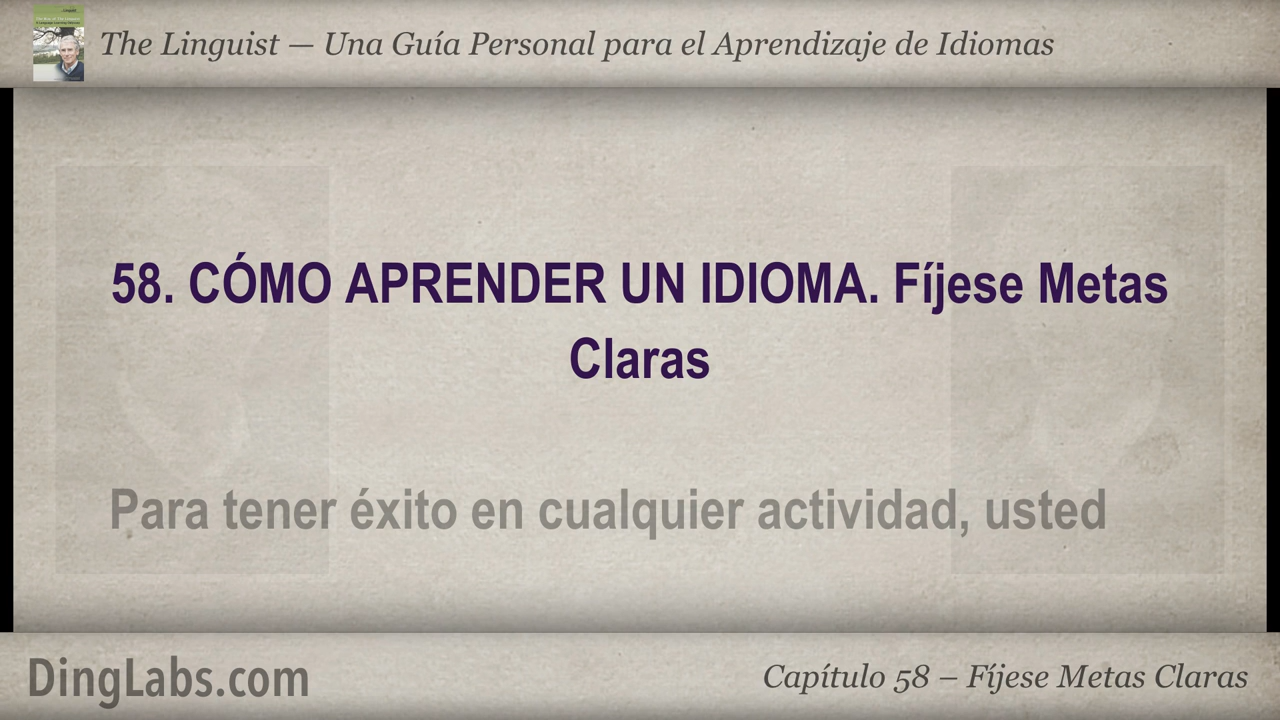 The Linguist — Una Guía Personal para el Aprendizaje de Idiomas
58. CÓMO APRENDER UN IDIOMA. Fíjese Metas
Claras
Para tener éxito en cualquier actividad, usted
DingLabs.com
Capítulo 58 – Fíjese Metas Claras